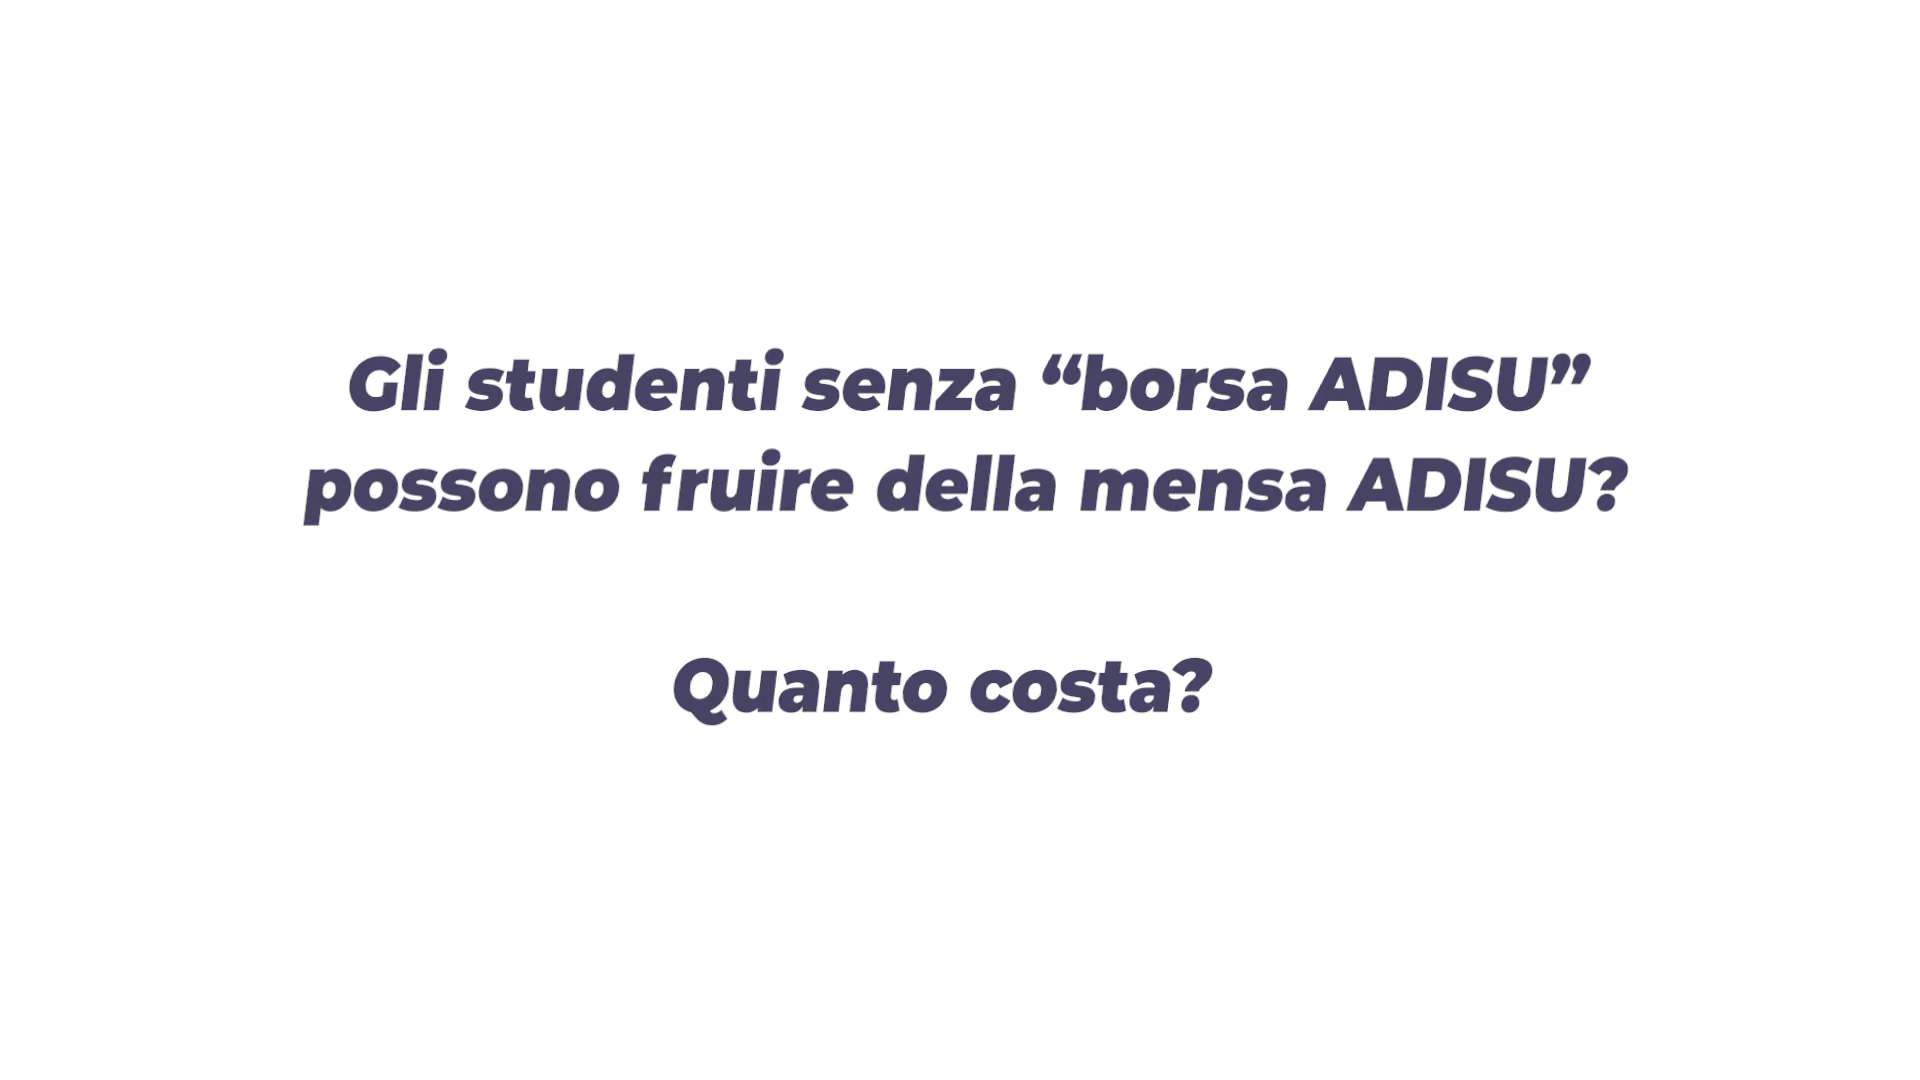 Gli studenti senza “borsa ADISU”
possono fruire della mensa ADISU?
Quanto costa?